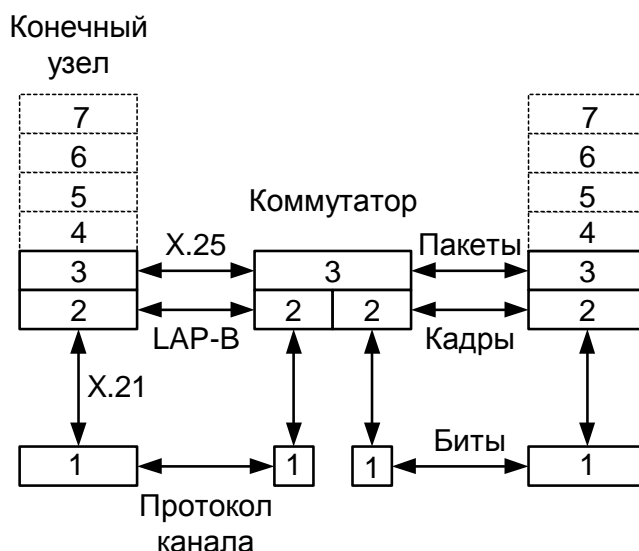 Конечный
узел
7
7
6
6
5
5
Коммутатор
4
4
X.25
Пакеты
3
3
3
2
2
2
2
LAP-B
Кадры
X.21
Биты
1
1
1
1
Протокол
канала